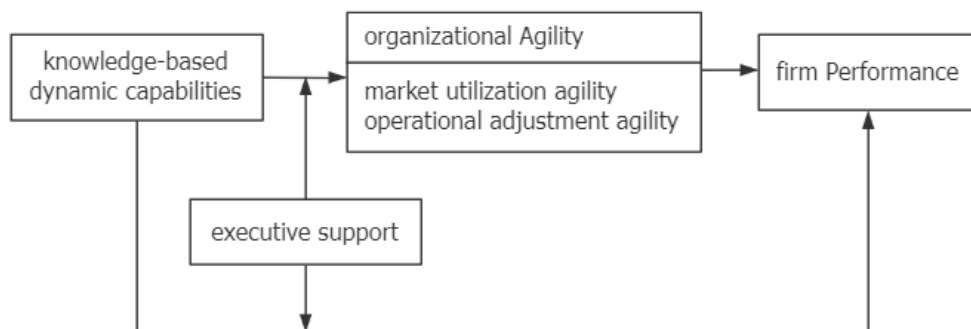 knowledge-based
dynamic capabilities
organizational Agility
market utilization agility
operational adjustment agility
firm Performance
executive support